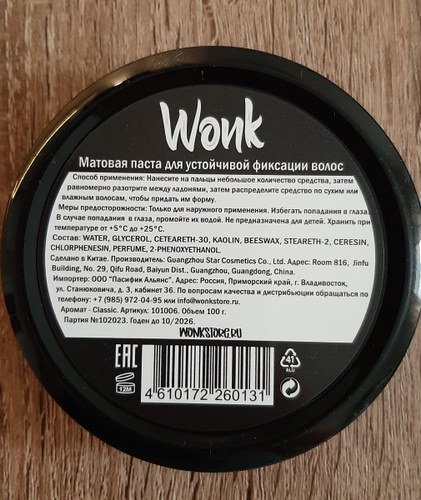 Wonk
Матовая паста для устойчивой фиксации волос
Способ применения: Нанесите на пальцы небольшое количество средства, затем
равномерно разотрите между ладонями, затем распределите средство по сухим или
влажным волосам, чтобы придать им форму.
Меры предосторожности: Только для наружного применения. Избегать попадания в глаза.
В случае попадания в глаза, промойте их водой. Не предназначена для детей. Хранить при
температуре от +5°C до +25°C.
Состав: WATER, GLYCEROL, CETEARETH-30, KAOLIN, BEESWAX, STEARETH-2, CERESIN,
CHLORPHENESIN, PERFUME, 2-PHENOXYETHANOL.
Сделано в Китае. Производитель: Guangzhou Star Cosmetics Co., Ltd. Адрес: Room 816, Jinfu
Building, No. 29, Qifu Road, Baiyun Dist., Guangzhou, Guangdong, China.
Импортер: ООО "Пасифик Альянс". Адрес: Россия, Приморский край, г. Владивосток,
ул. Станюковича, д. 3, кабинет 36. По вопросам качества и дистрибьюции обращаться по
телефону: +7 (985) 972-04-95 или info@wonkstore.ru.
Аромат - Classic. Артикул: 101006. Объем 100 г.
Партия №102023. Годен до 10/2026.
WONKSTORE.RU
EAC
12M
4 610172 260131
41
ALU